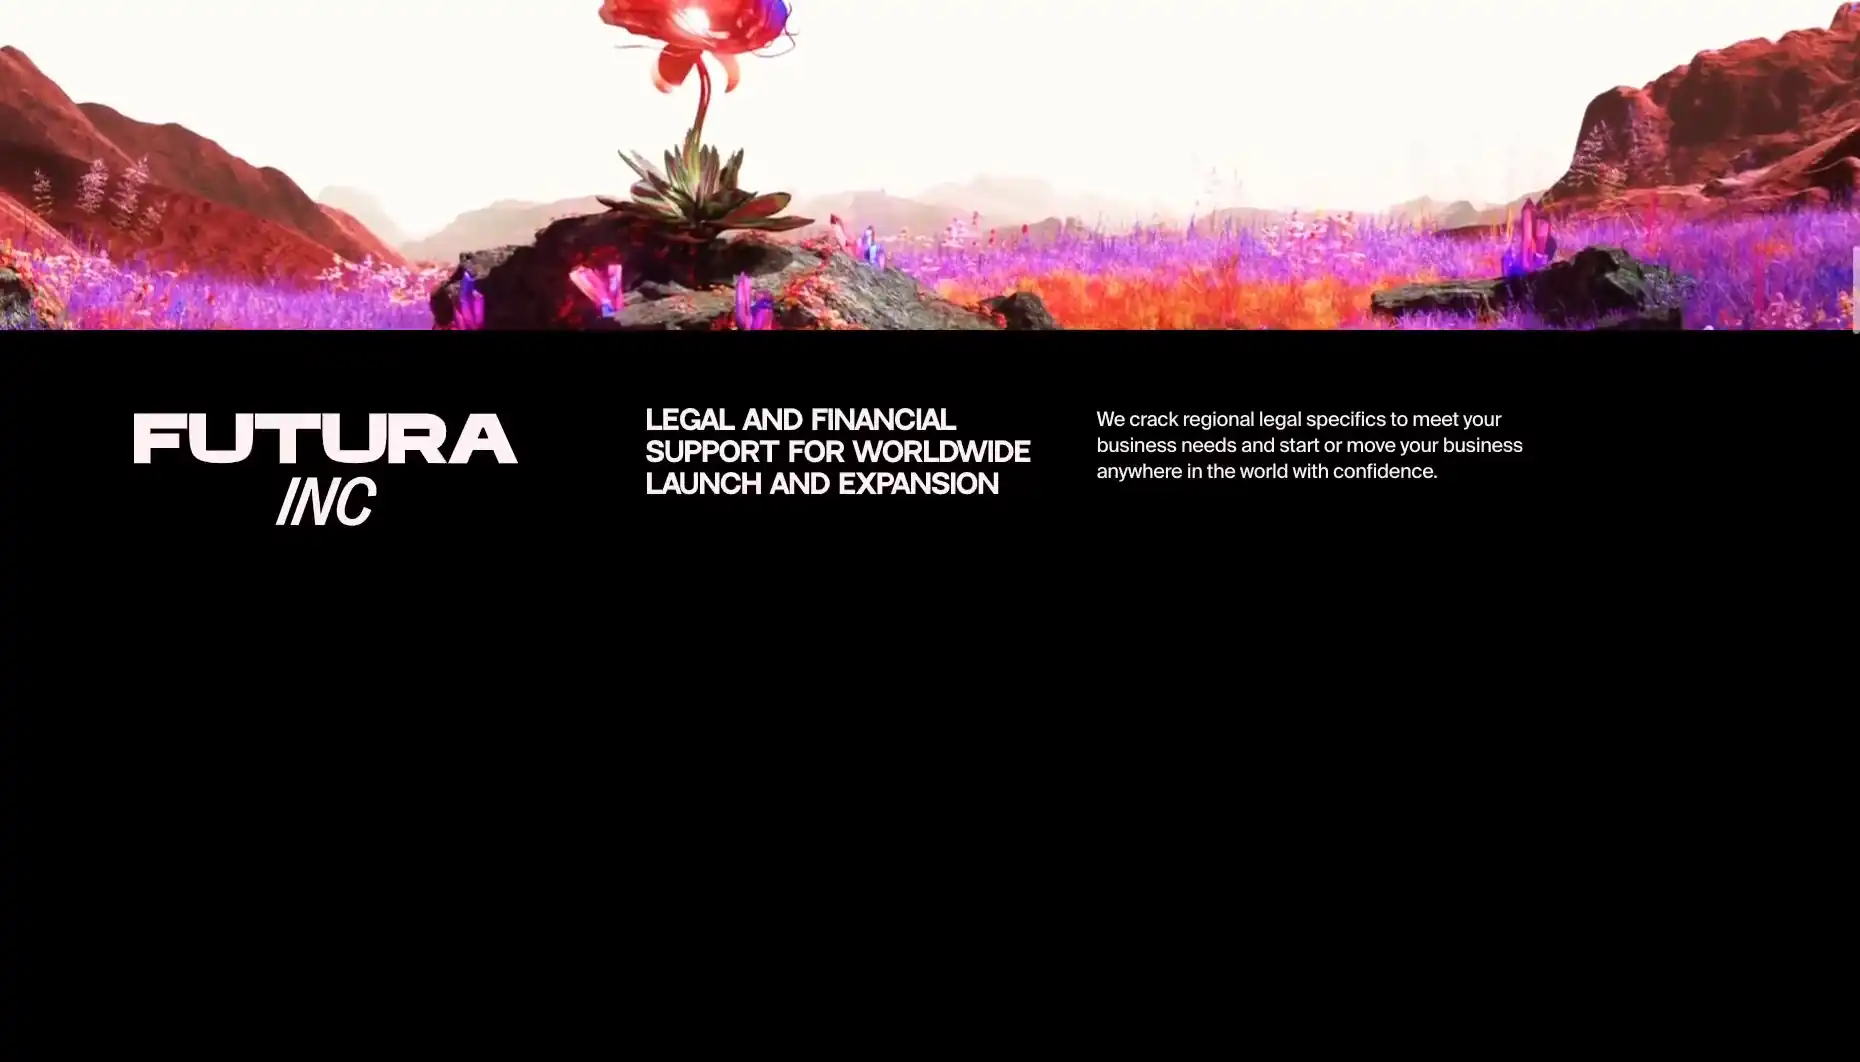 FUTURA
INC
LEGAL AND FINANCIAL
SUPPORT FOR WORLDWIDE
LAUNCH AND EXPANSION
We crack regional legal specifics to meet your
business needs and start or move your business
anywhere in the world with confidence.